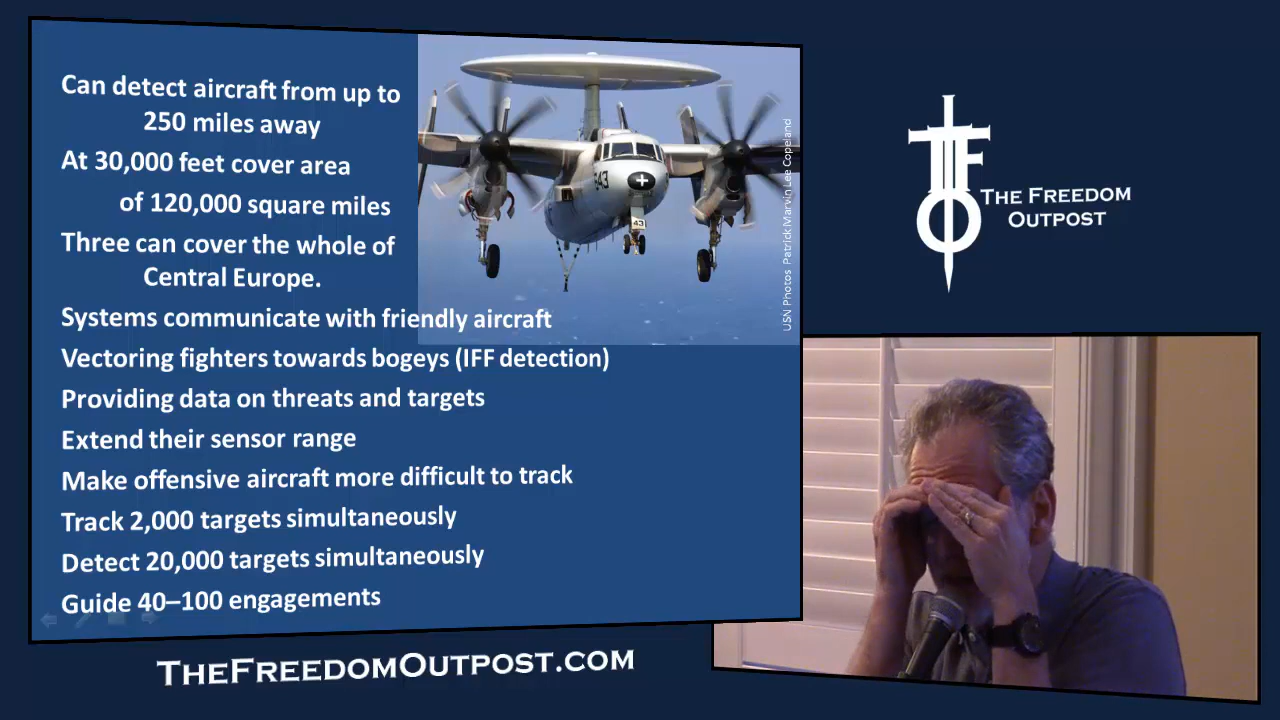 Can detect aircraft from up to
250 miles away
At 30,000 feet cover area
of 120,000 square miles
Three can cover the whole of
Central Europe.
Systems communicate with friendly aircraft
Vectoring fighters towards bogeys (IFF detection)
Providing data on threats and targets
Extend their sensor range
Make offensive aircraft more difficult to track
Track 2,000 targets simultaneously
Detect 20,000 targets simultaneously
Guide 40–100 engagements
643
43
USN Photos Patrick Marvin Lee Copeland
TF
THE FREEDOM
OUTPOST
THEFREEDOMOUTPOST.COM